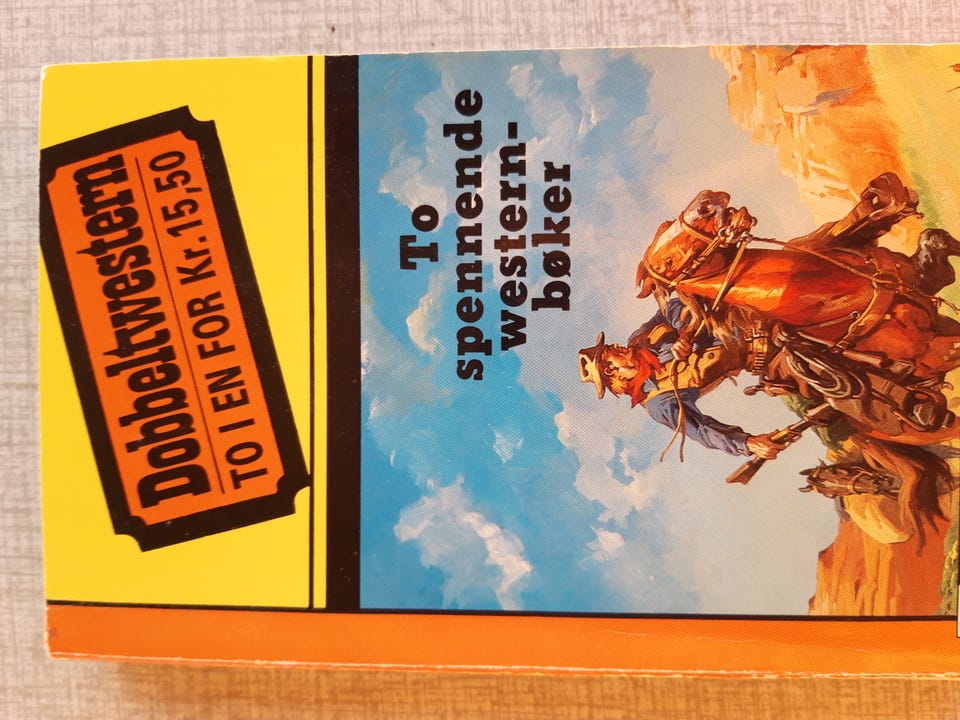 Dobbeltwestern
TO I EN FOR Kr.15,50
To
spennende
western-
bøker